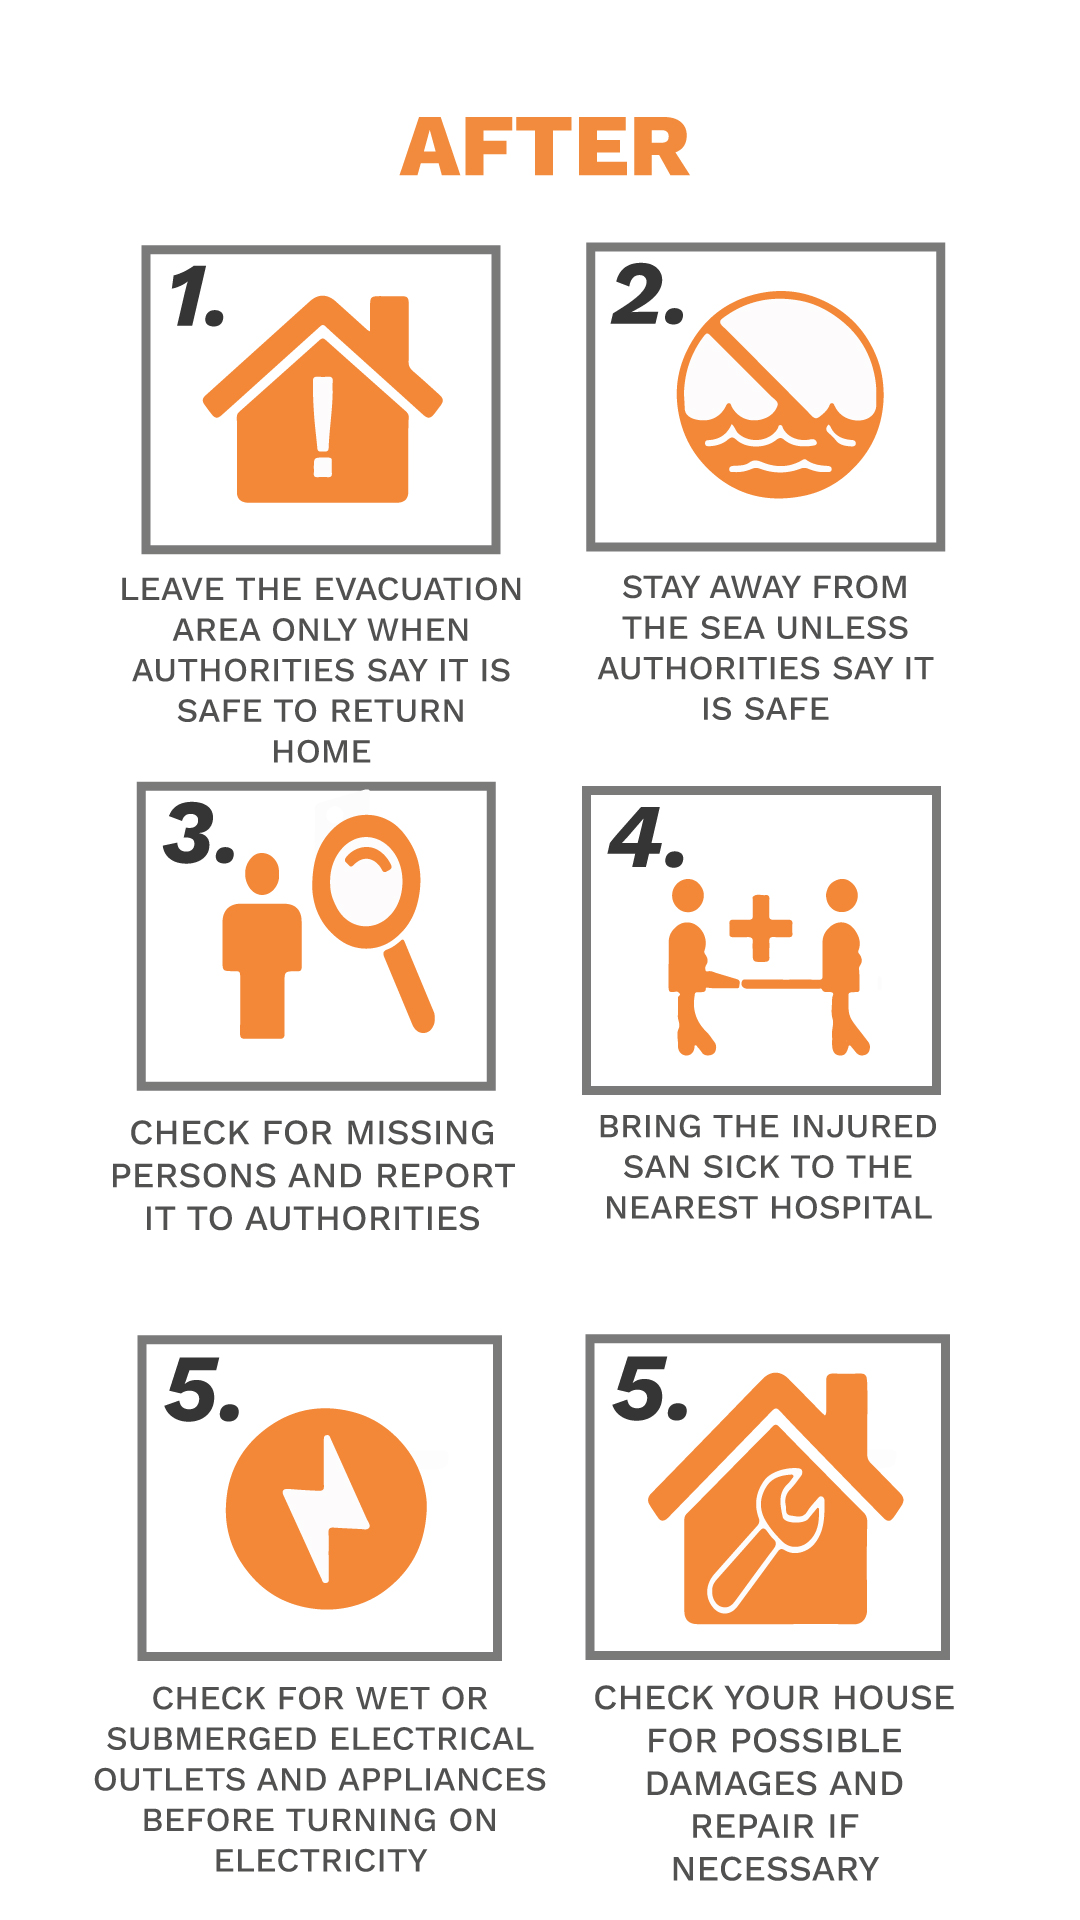 AFTER
1.
LEAVE THE EVACUATION
AREA ONLY WHEN
AUTHORITIES SAY IT IS
SAFE TO RETURN
HOME
2.
STAY AWAY FROM
THE SEA UNLESS
AUTHORITIES SAY IT
IS SAFE
3.
CHECK FOR MISSING
PERSONS AND REPORT
IT TO AUTHORITIES
4.
BRING THE INJURED
SAN SICK TO THE
NEAREST HOSPITAL
5.
CHECK FOR WET OR
SUBMERGED ELECTRICAL
OUTLETS AND APPLIANCES
BEFORE TURNING ON
ELECTRICITY
5.
CHECK YOUR HOUSE
FOR POSSIBLE
DAMAGES AND
REPAIR IF
NECESSARY